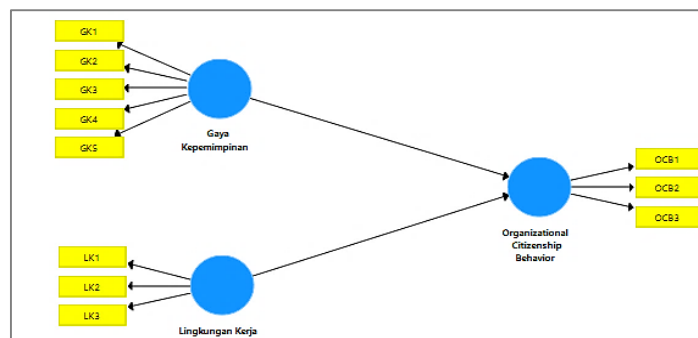 GK1
GK2
GK3
GK4
GK5
Gaya
Kepemimpinan
OCB1
OCB2
OCB3
Organizational
Citizenship
Behavior
LK1
LK2
LK3
Lingkungan Kerja